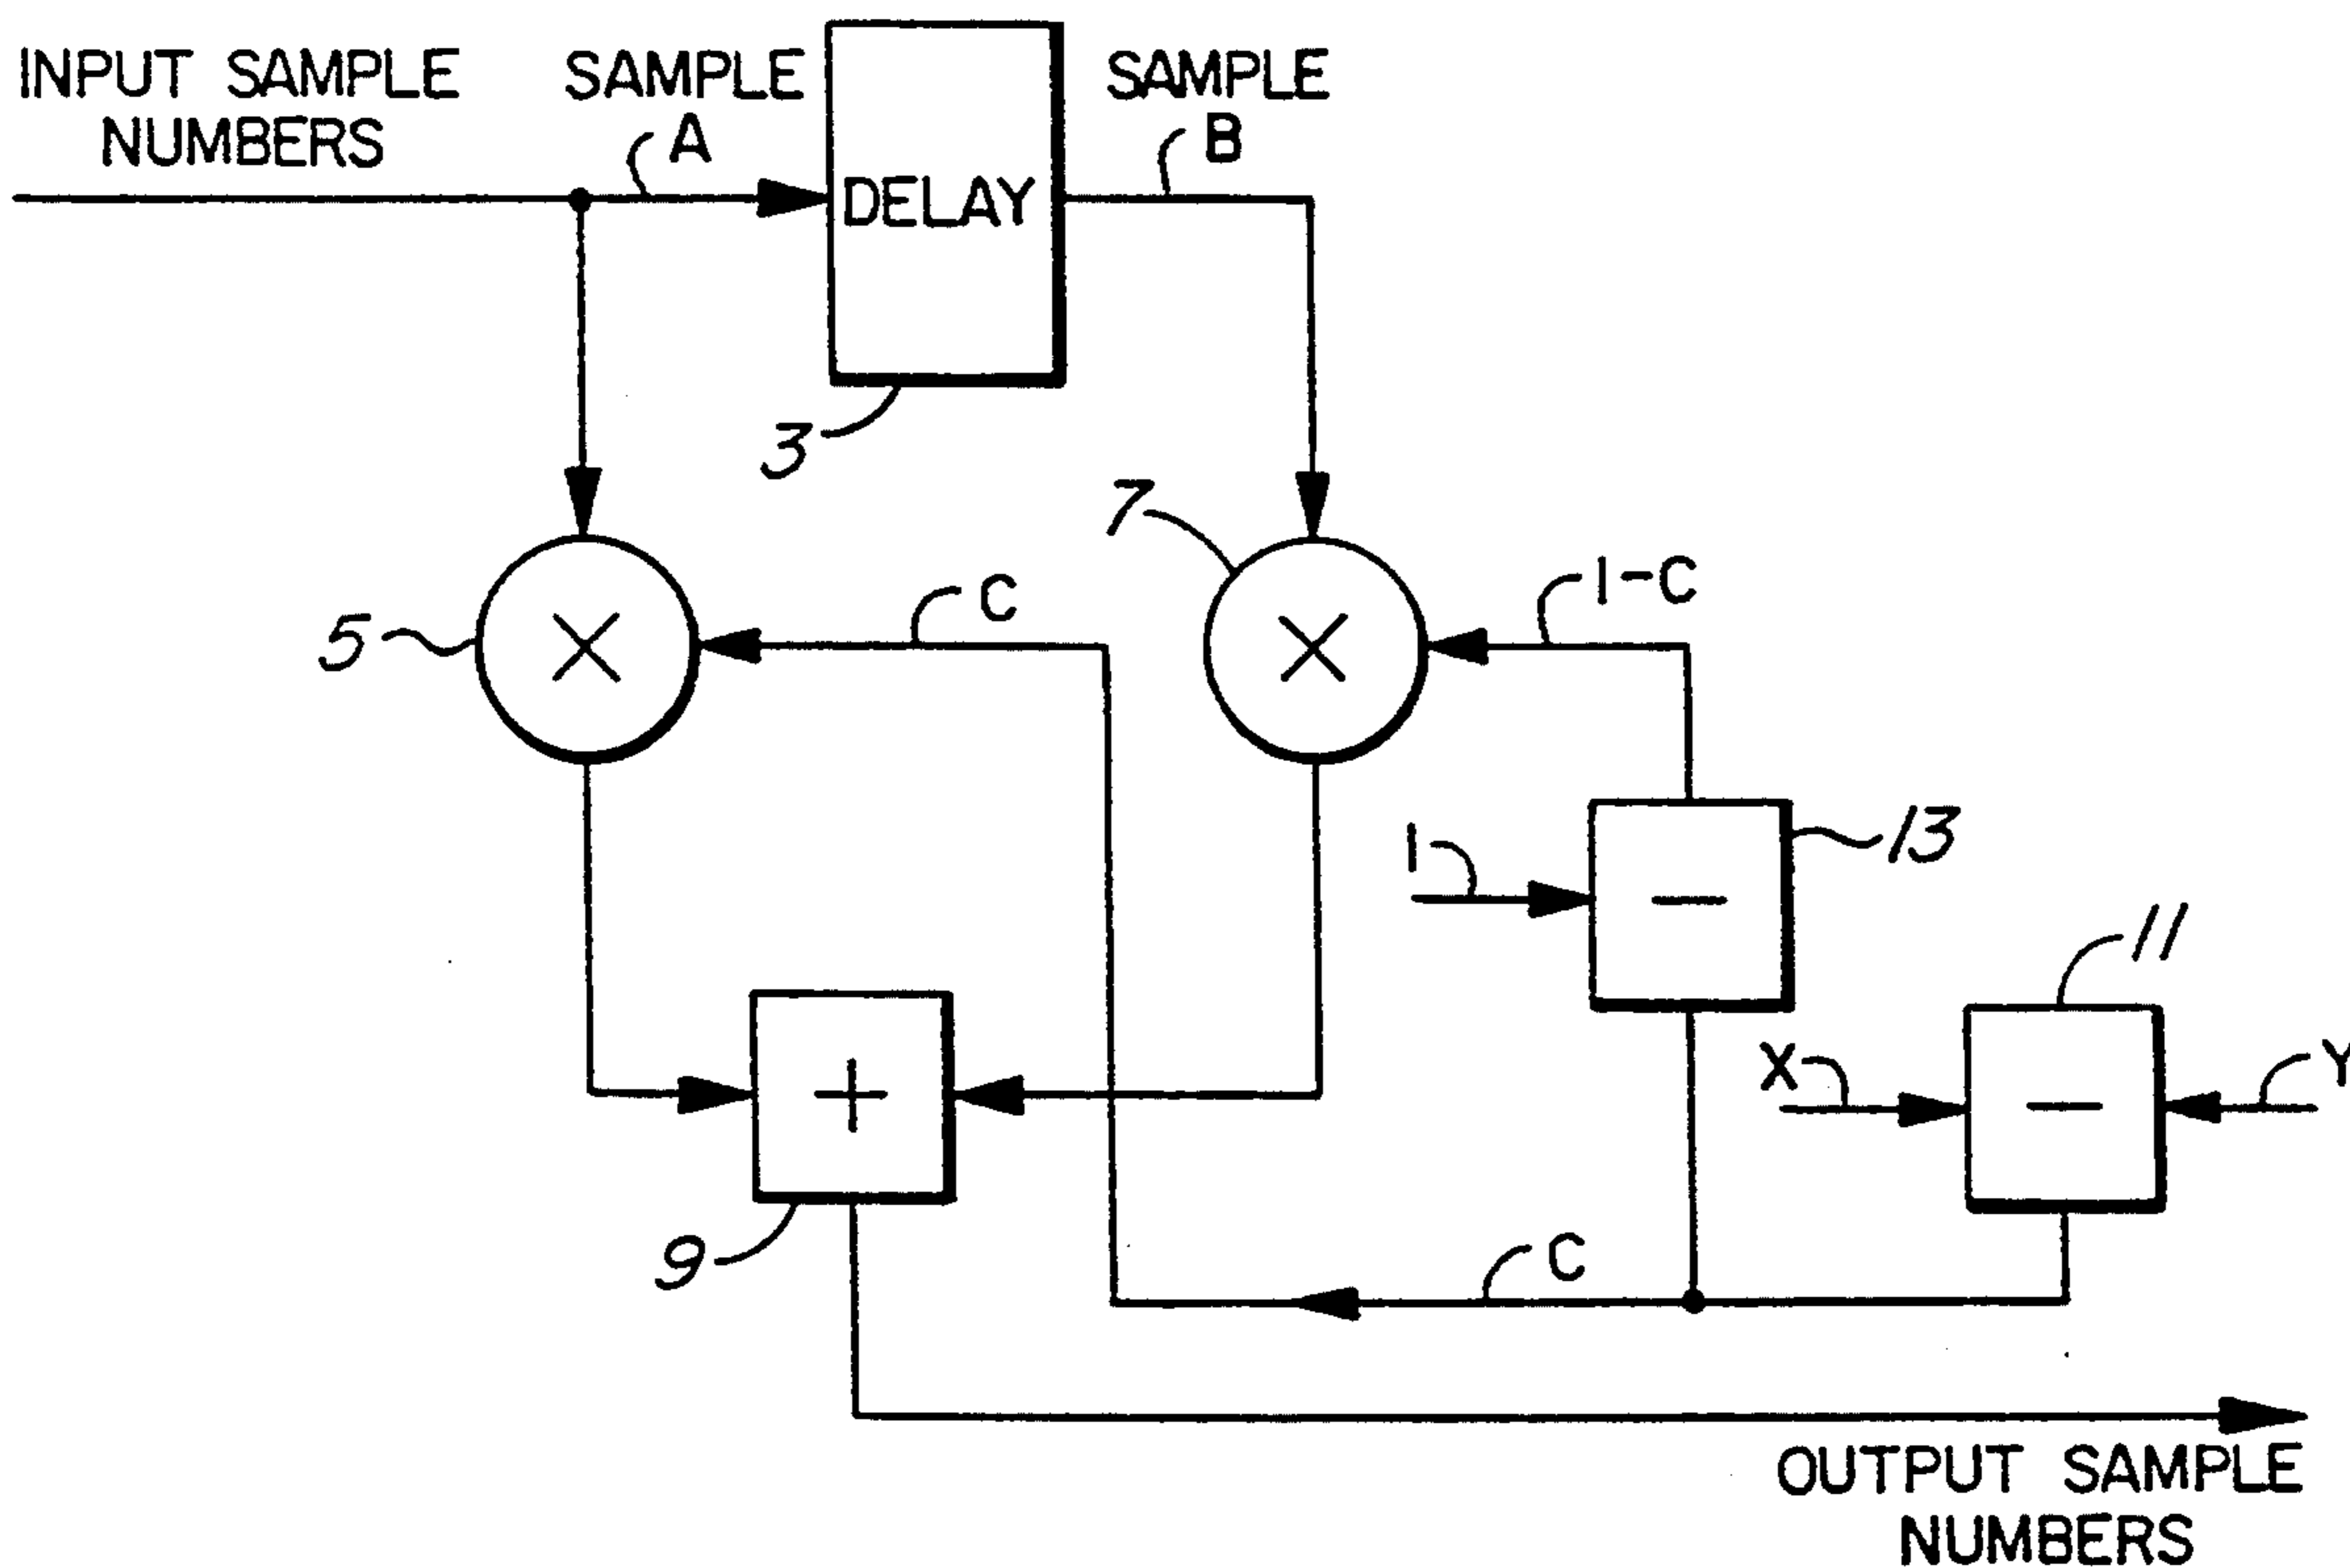 INPUT SAMPLE
NUMBERS
SAMPLE
A
DELAY
SAMPLE
B
3
7
5
C
1-C
1
13
11
X
Y
9
C
OUTPUT SAMPLE
NUMBERS